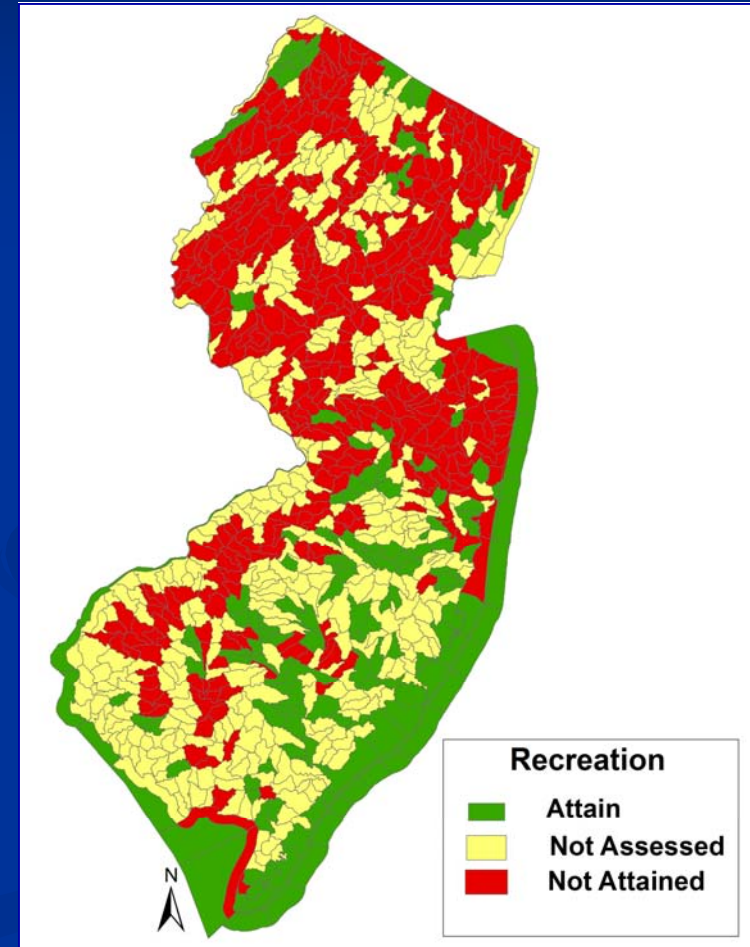 Recreation
Attain
Not Assessed
Not Attained
N